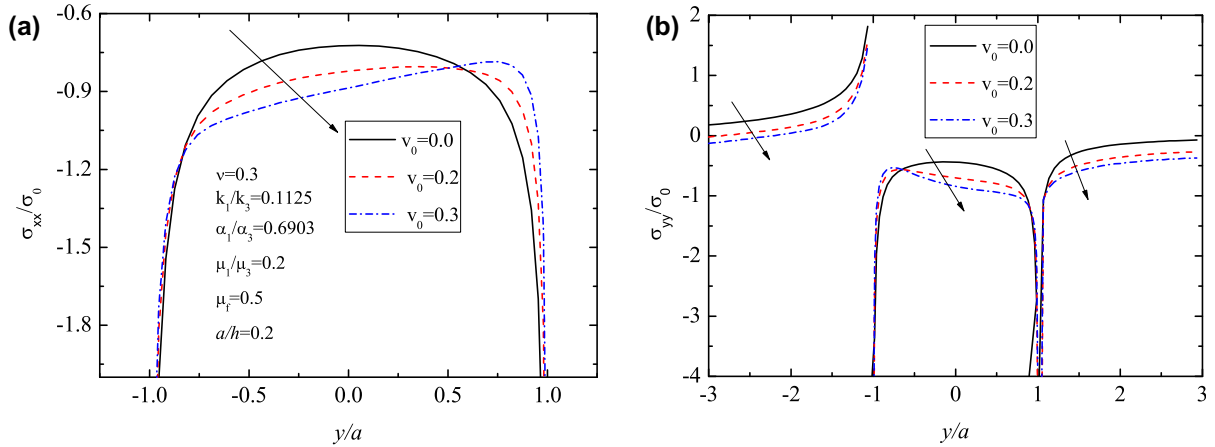 (a)
-0.6
-0.9
-1.2
-1.5
-1.8
σxx/σ0
-1.0 -0.5 0.0 0.5 1.0
y/a
v0=0.0
v0=0.2
v0=0.3
ν=0.3
k1/k3=0.1125
α1/α3=0.6903
μ1/μ3=0.2
μf=0.5
a/h=0.2
(b)
2
1
0
-1
-2
-3
-4
σyy/σ0
-3 -2 -1 0 1 2 3
y/a
v0=0.0
v0=0.2
v0=0.3